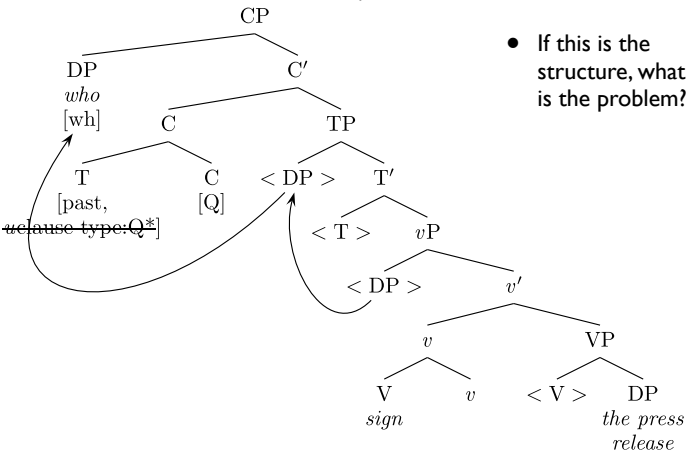 CP
• If this is the
structure, what
is the problem?
DP C′
who
[wh]
C TP
T C < DP > T′
[past, [Q]
uclause type:Q*]
< T > vP
< DP > v′
v VP
V v < V > DP
sign the press
release